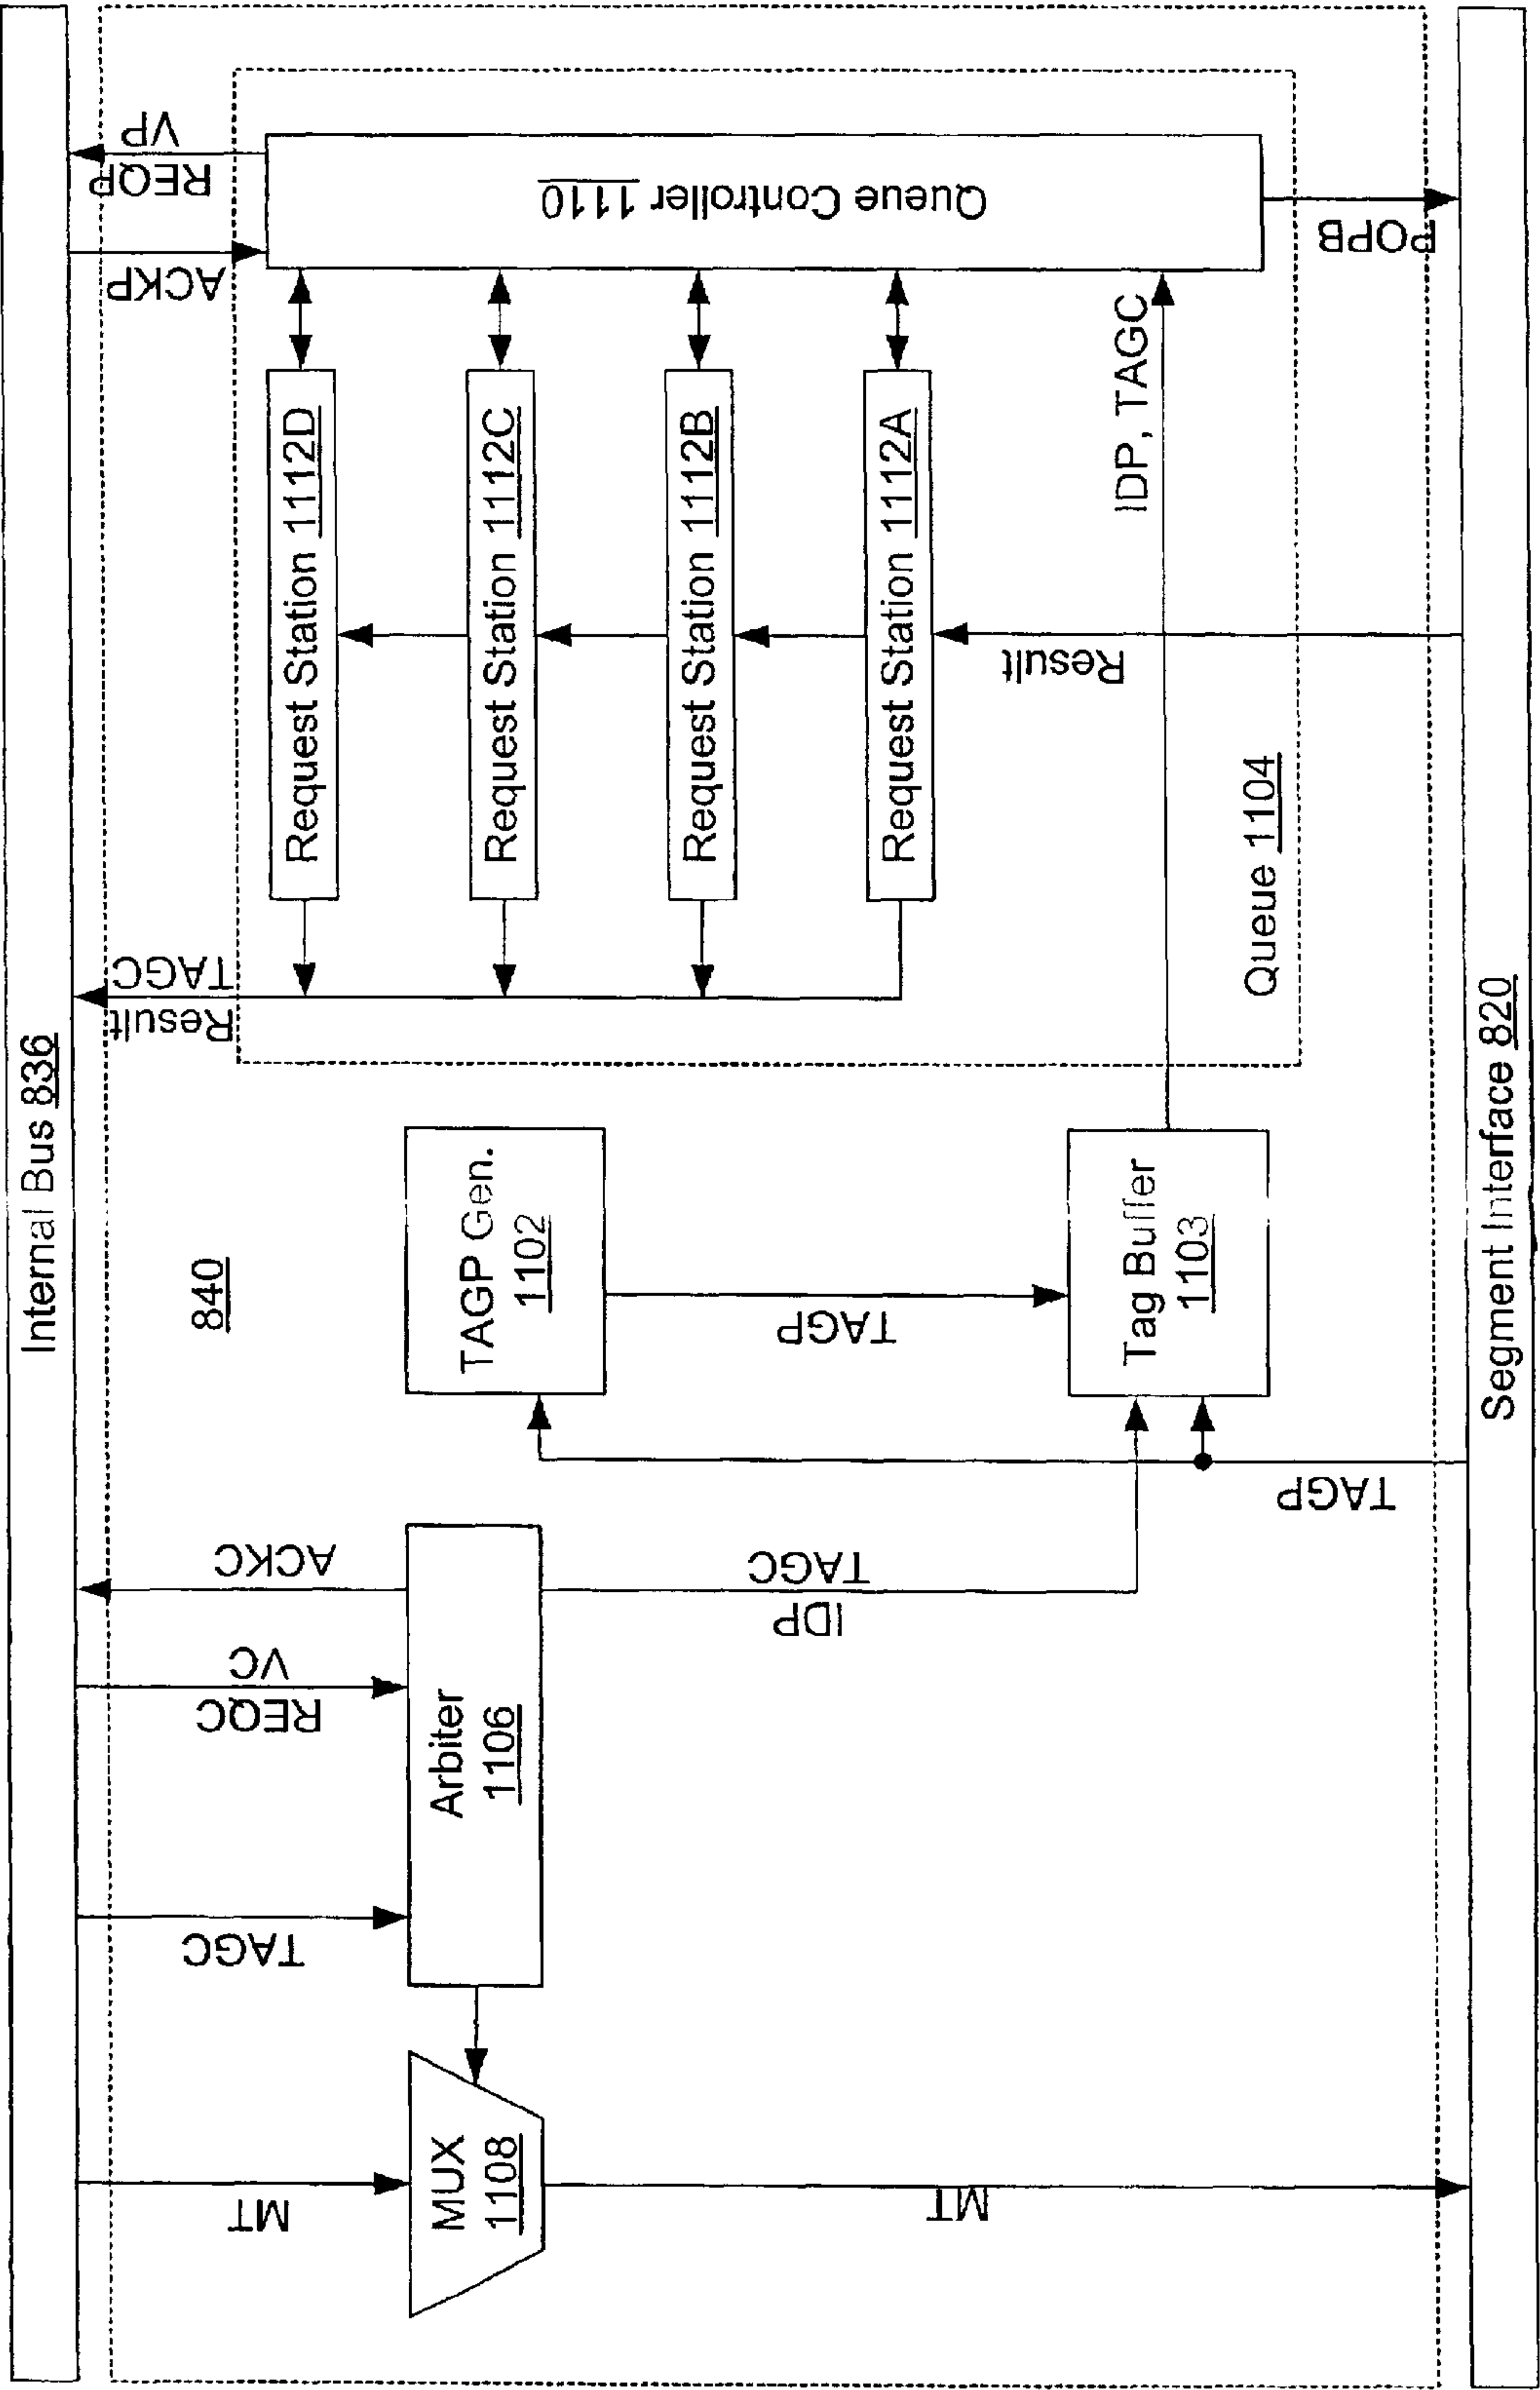 Internal Bus 836
MT
TAGC
REQC
VC
ACKC
840
Result
TAGC
ACKP
REQP
VP
MUX
1108
Arbiter
1106
TAGP Gen.
1102
Request Station 1112D
Request Station 1112C
Request Station 1112B
Request Station 1112A
Queue Controller 1110
IDP
TAGC
TAGP
Result
IDP, TAGC
Tag Buffer
1103
Queue 1104
MT
TAGP
POPB
Segment Interface 820